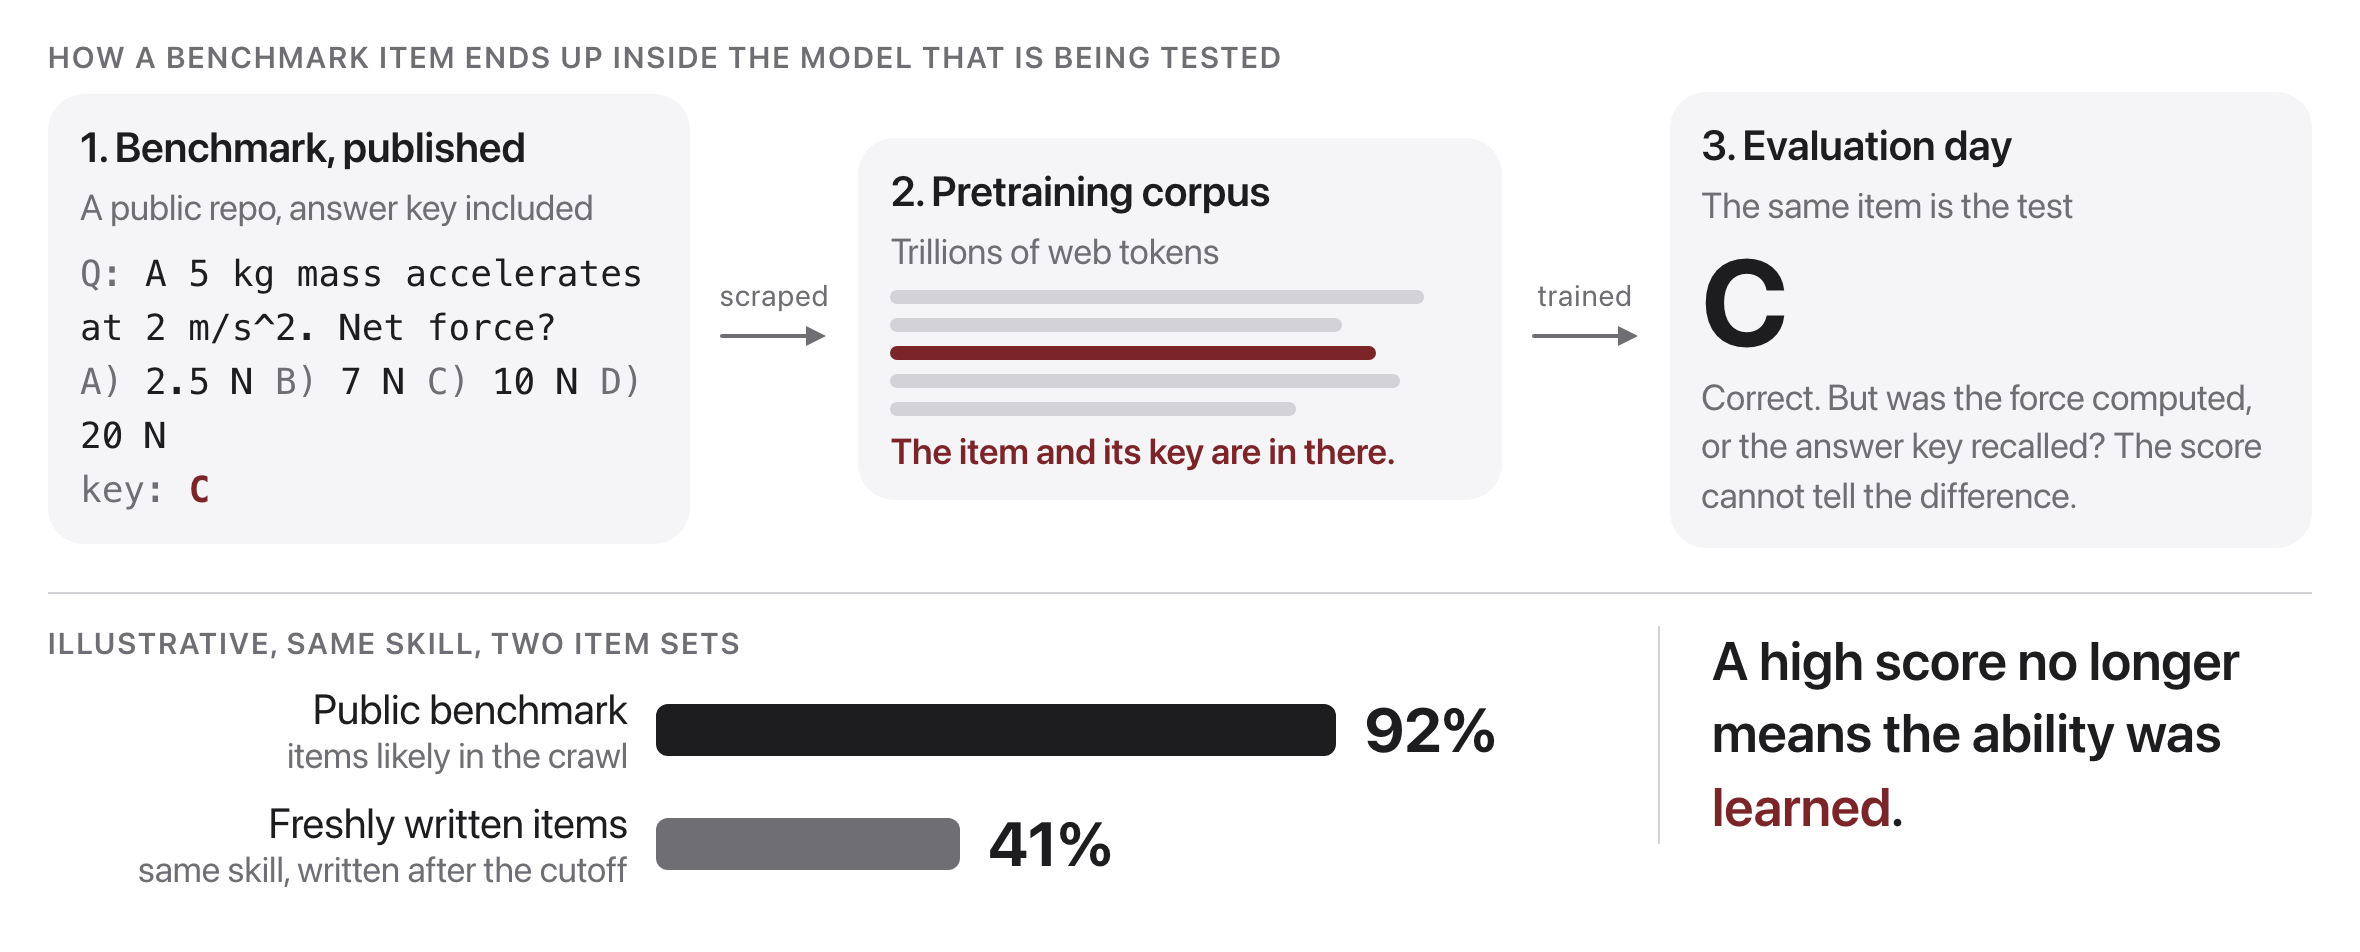 HOW A BENCHMARK ITEM ENDS UP INSIDE THE MODEL THAT IS BEING TESTED
1. Benchmark, published
A public repo, answer key included
Q: A 5 kg mass accelerates
at 2 m/s^2. Net force?
A) 2.5 N B) 7 N C) 10 N D)
20 N
key: C
scraped
2. Pretraining corpus
Trillions of web tokens
The item and its key are in there.
trained
3. Evaluation day
The same item is the test
C
Correct. But was the force computed,
or the answer key recalled? The score
cannot tell the difference.
ILLUSTRATIVE, SAME SKILL, TWO ITEM SETS
Public benchmark
items likely in the crawl
92%
Freshly written items
same skill, written after the cutoff
41%
A high score no longer
means the ability was
learned.